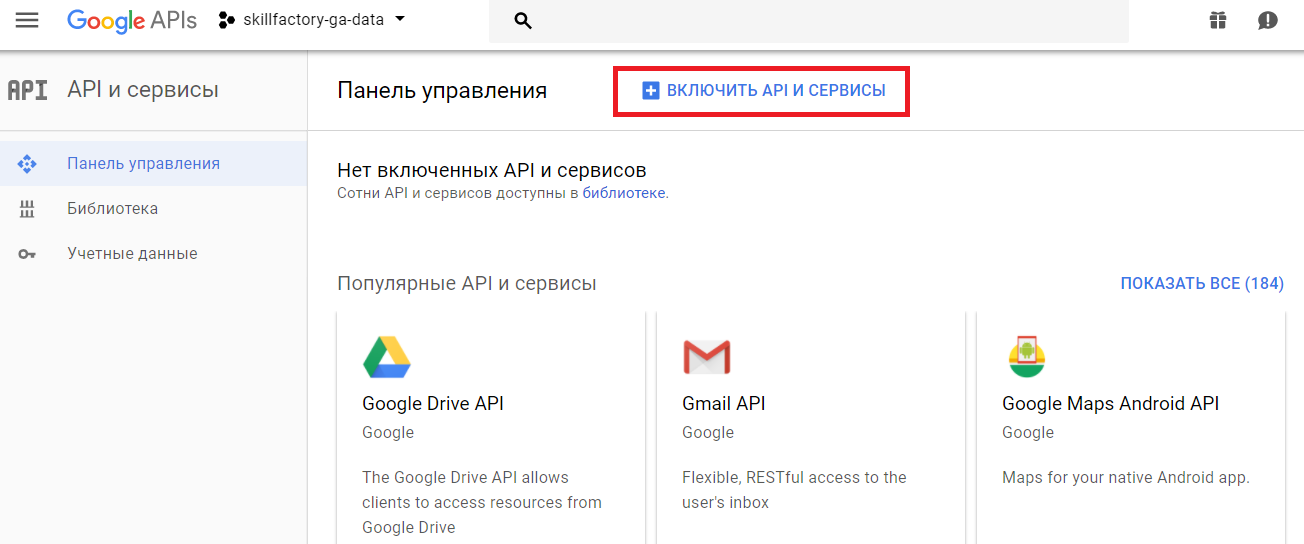 Google APIs
skillfactory-ga-data
API
API и сервисы
Панель управления
ВКЛЮЧИТЬ API И СЕРВИСЫ
Панель управления
Библиотека
Учетные данные
Нет включенных API и сервисов
Сотни API и сервисов доступны в библиотеке.
Популярные API и сервисы
ПОКАЗАТЬ ВСЕ (184)
Google Drive API
Google
The Google Drive API allows
clients to access resources from
Google Drive
Gmail API
Google
Flexible, RESTful access to the
user's inbox
Google Maps Android API
Google
Maps for your native Android app.